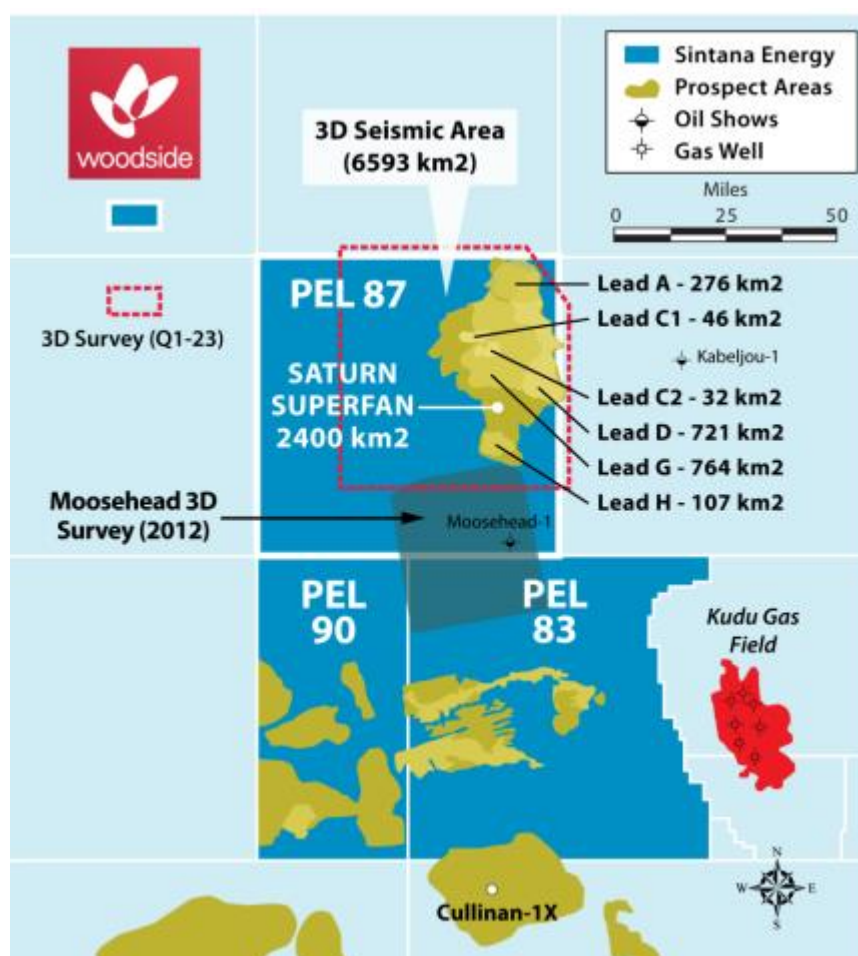 woodside
3D Survey (Q1-23)
3D Seismic Area
(6593 km2)
Sintana Energy
Prospect Areas
Oil Shows
Gas Well
Miles
0 25 50
PEL 87
SATURN
SUPERFAN
2400 km2
Lead A - 276 km2
Lead C1 - 46 km2
Kabeljou-1
Lead C2 - 32 km2
Lead D - 721 km2
Lead G - 764 km2
Lead H - 107 km2
Moosehead 3D
Survey (2012)
Moosehead-1
PEL
90
PEL
83
Kudu Gas
Field
Cullinan-1X
N
W E
S